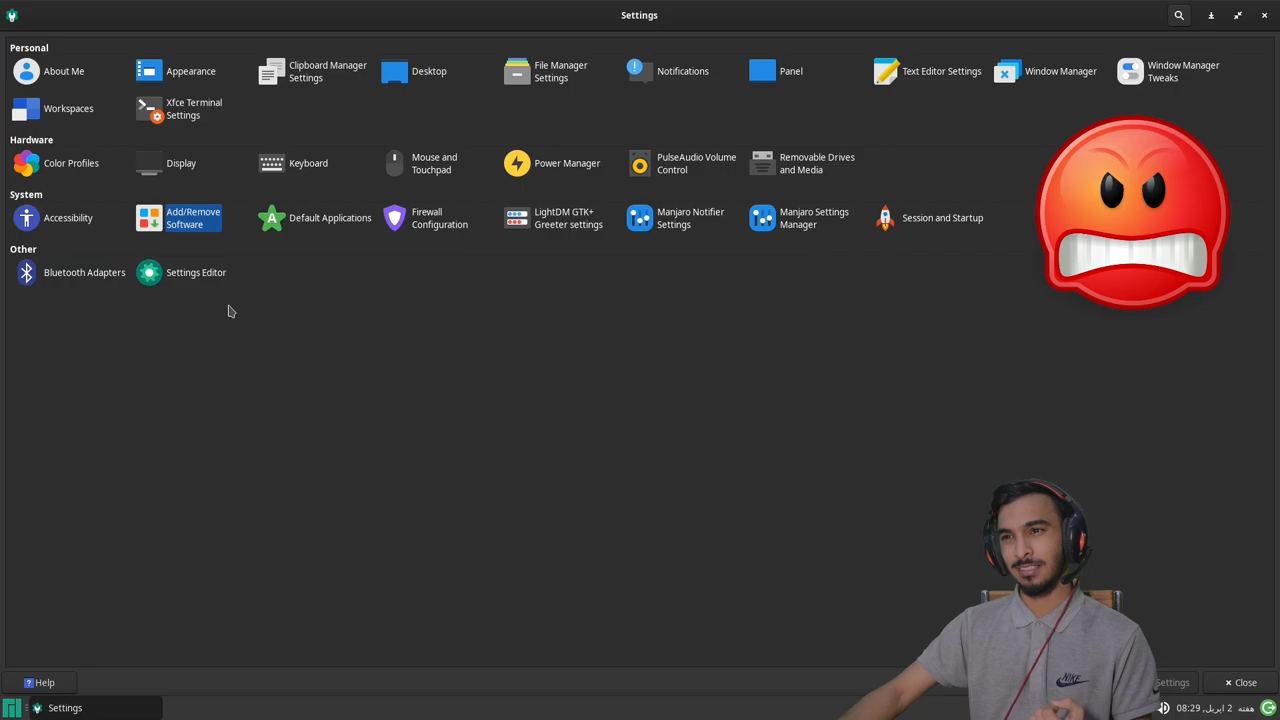 Settings
Personal
About Me
Appearance
Clipboard Manager
Settings
Desktop
File Manager
Settings
Notifications
Panel
Text Editor Settings
Window Manager
Window Manager
Tweaks
Workspaces
Xfce Terminal
Settings
Hardware
Color Profiles
Display
Keyboard
Mouse and
Touchpad
Power Manager
PulseAudio Volume
Control
Removable Drives
and Media
System
Accessibility
Add/Remove
Software
Default Applications
Firewall
Configuration
LightDM GTK+
Greeter settings
Manjaro Notifier
Settings
Manjaro Settings
Manager
Session and Startup
Other
Bluetooth Adapters
Settings Editor
NIKE
Help
Settings
Close
Settings
هفته 2 اپریل, 08:29